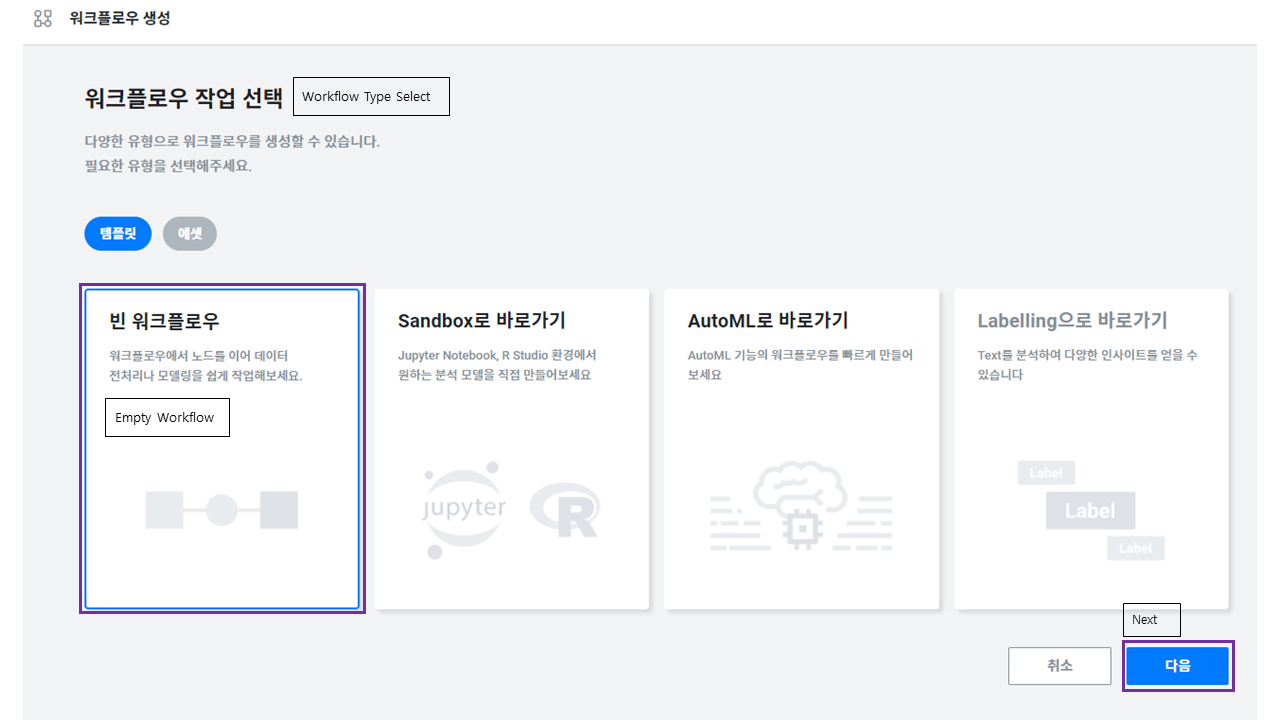 워크플로우 생성
워크플로우 작업 선택
Workflow Type Select
다양한 유형으로 워크플로우를 생성할 수 있습니다.
필요한 유형을 선택해주세요.
템플릿
에셋
빈 워크플로우
워크플로우에서 노드를 이어 데이터
전처리나 모델링을 쉽게 작업해보세요.
Empty Workflow
Sandbox로 바로가기
Jupyter Notebook, R Studio 환경에서
원하는 분석 모델을 직접 만들어보세요
jupyter
R
AutoML로 바로가기
AutoML 기능의 워크플로우를 빠르게 만들어
보세요
Labelling으로 바로가기
Text를 분석하여 다양한 인사이트를 얻을 수
있습니다
Label
Label
Label
Next
취소
다음